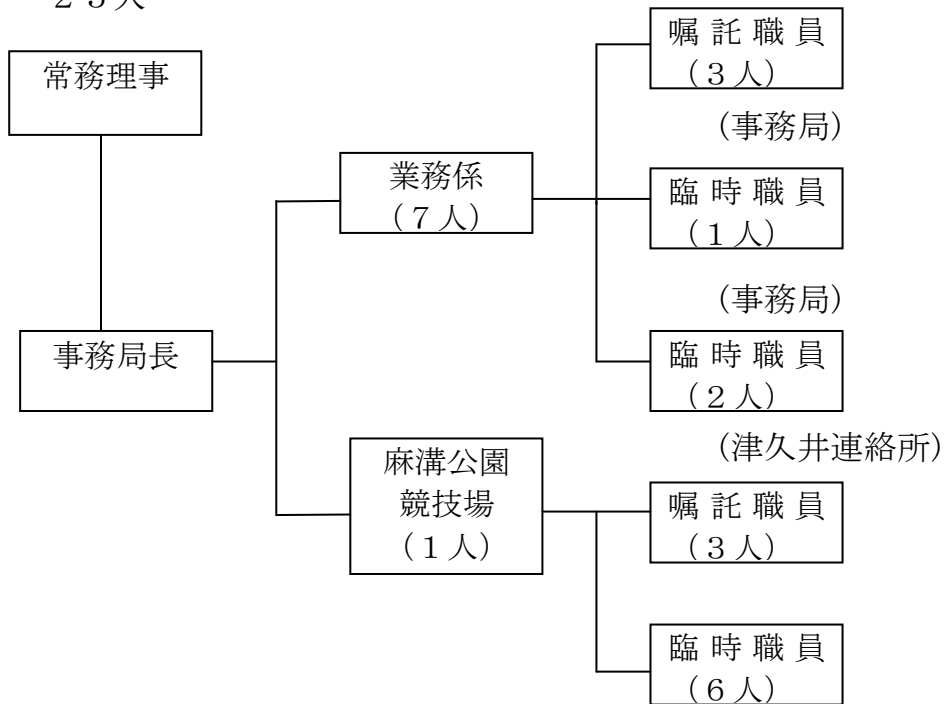 常務理事
事務局長
業務係
(7人)
麻溝公園
競技場
(1人)
嘱託職員
(3人)
(事務局)
臨時職員
(1人)
(事務局)
臨時職員
(2人)
(津久井連絡所)
嘱託職員
(3人)
臨時職員
(6人)